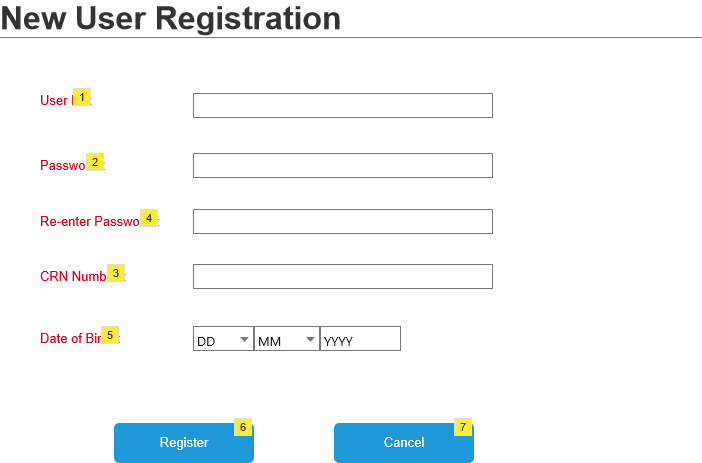 New User Registration
User 1 :
Passwo 2 :
Re-enter Passwo 4 :
CRN Numb 3 :
Date of Bir 5 :
DD MM YYYY
Register 6
Cancel 7